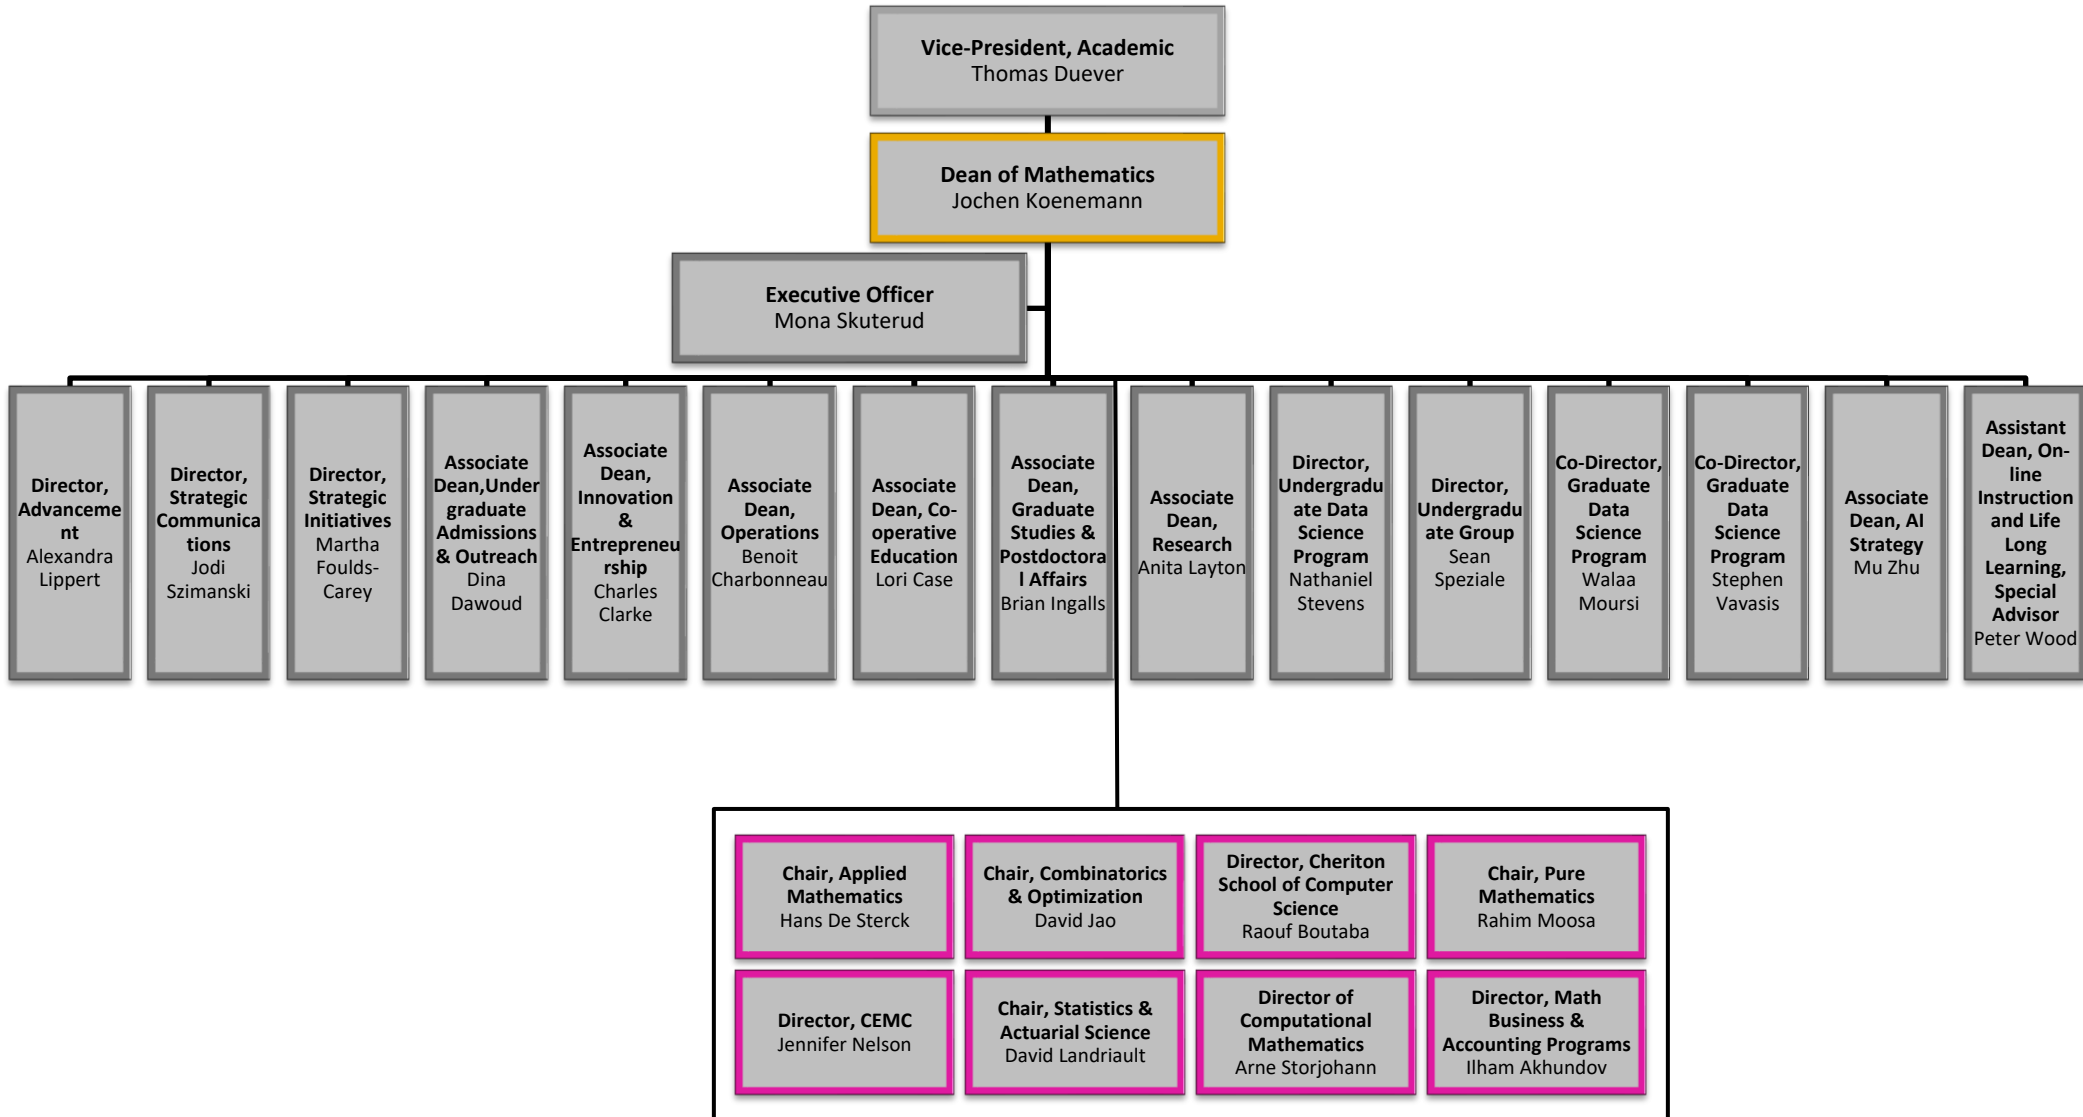 Vice-President, Academic
Thomas Duever
Dean of Mathematics
Jochen Koenemann
Executive Officer
Mona Skuterud
Director,
Advanceme
nt
Alexandra
Lippert
Director,
Strategic
Communica
tions
Jodi
Szimanski
Director,
Strategic
Initiatives
Martha
Foulds-
Carey
Associate
Dean,Under
graduate
Admissions
& Outreach
Dina
Dawoud
Associate
Dean,
Innovation
&
Entrepreneu
rship
Charles
Clarke
Associate
Dean,
Operations
Benoit
Charbonneau
Associate
Dean, Co-
operative
Education
Lori Case
Associate
Dean,
Graduate
Studies &
Postdoctora
l Affairs
Brian Ingalls
Associate
Dean,
Research
Anita Layton
Director,
Undergradu
ate Data
Science
Program
Nathaniel
Stevens
Director,
Undergradu
ate Group
Sean
Speziale
Co-Director,
Graduate
Data
Science
Program
Walaa
Moursi
Co-Director,
Graduate
Data
Science
Program
Stephen
Vavasis
Associate
Dean, AI
Strategy
Mu Zhu
Assistant
Dean, On-
line
Instruction
and Life
Long
Learning,
Special
Advisor
Peter Wood
Chair, Applied
Mathematics
Hans De Sterck
Chair, Combinatorics
& Optimization
David Jao
Director, Cheriton
School of Computer
Science
Raouf Boutaba
Chair, Pure
Mathematics
Rahim Moosa
Director, CEMC
Jennifer Nelson
Chair, Statistics &
Actuarial Science
David Landriault
Director of
Computational
Mathematics
Arne Storjohann
Director, Math
Business &
Accounting Programs
Ilham Akhundov